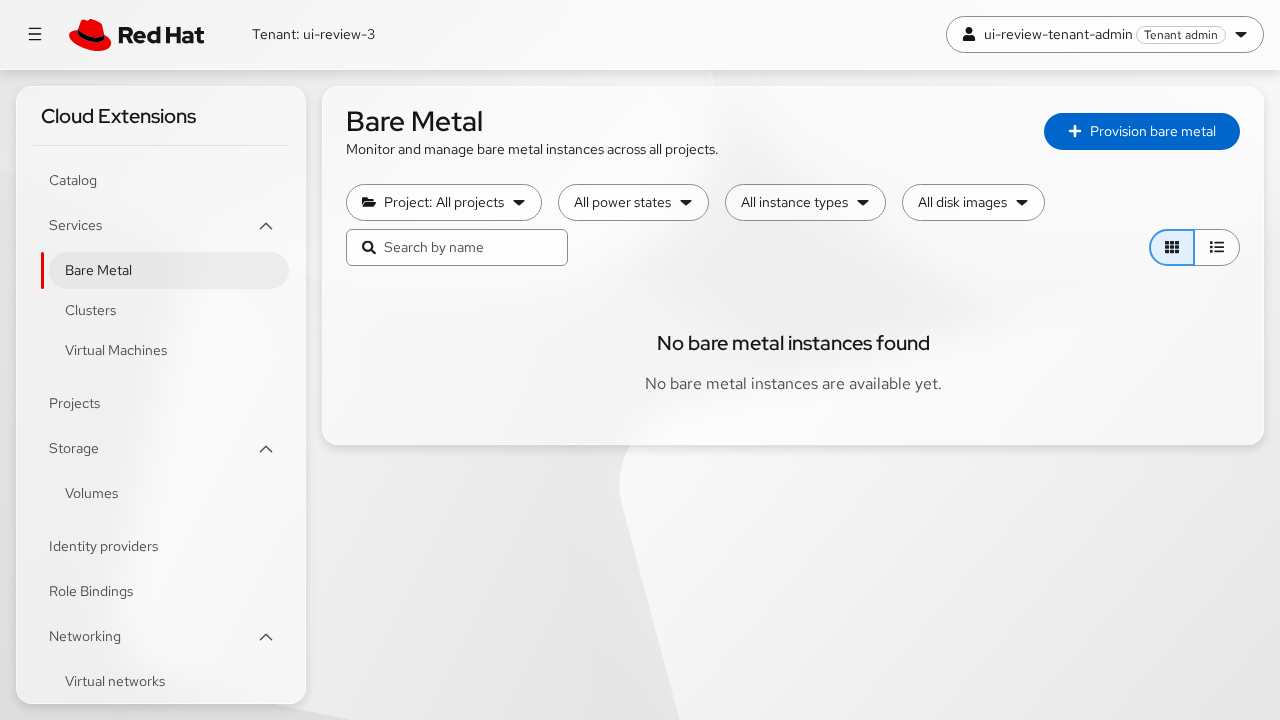 Red Hat
Tenant: ui-review-3
ui-review-tenant-admin Tenant admin
Cloud Extensions
Catalog
Services
Bare Metal
Clusters
Virtual Machines
Projects
Storage
Volumes
Identity providers
Role Bindings
Networking
Virtual networks
Bare Metal
Monitor and manage bare metal instances across all projects.
Provision bare metal
Project: All projects
All power states
All instance types
All disk images
Search by name
No bare metal instances found
No bare metal instances are available yet.